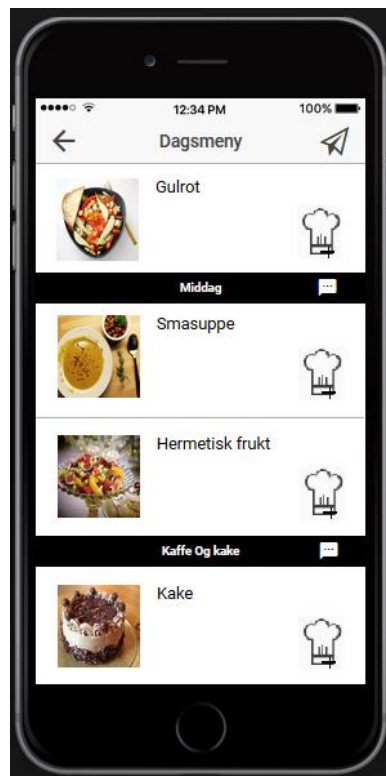 12:34 PM
100%
Dagsmeny
Gulrot
Middag
Smasuppe
Hermetisk frukt
Kaffe Og kake
Kake